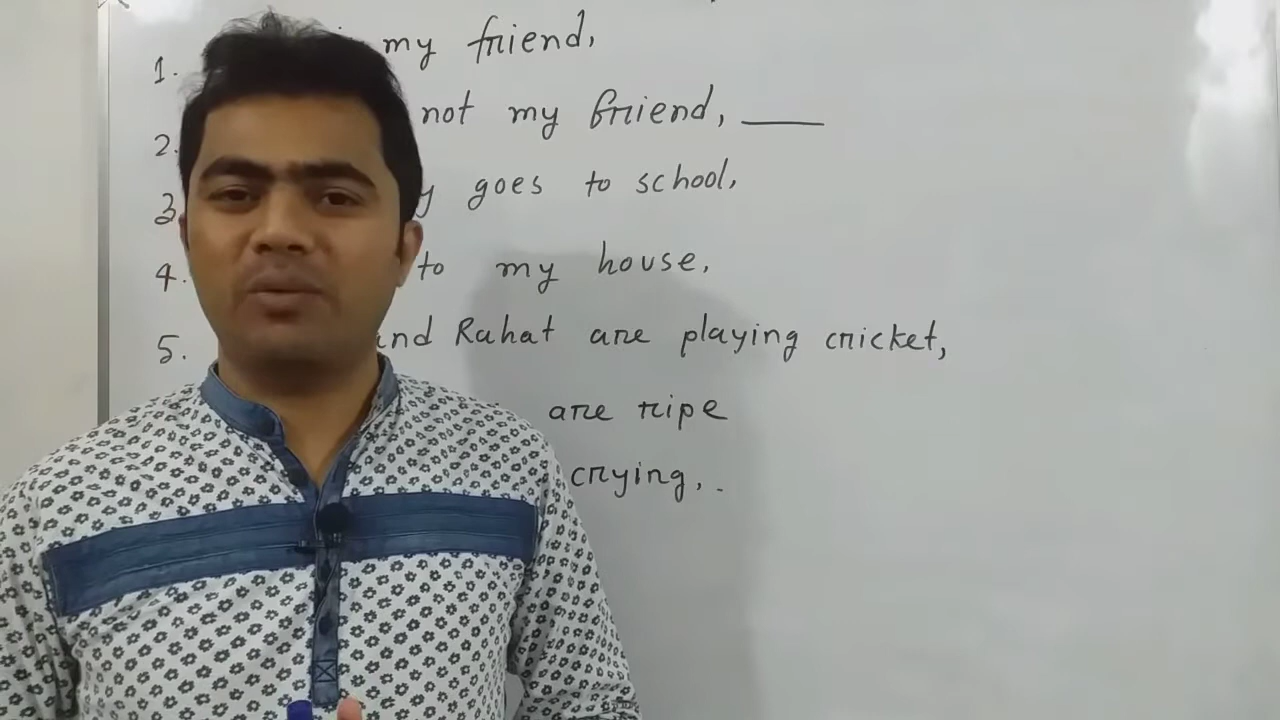 1. my friend,
2. not my friend, ____
3. goes to school,
4. to my house,
5. and Rahat are playing cricket,
are ripe
crying,.